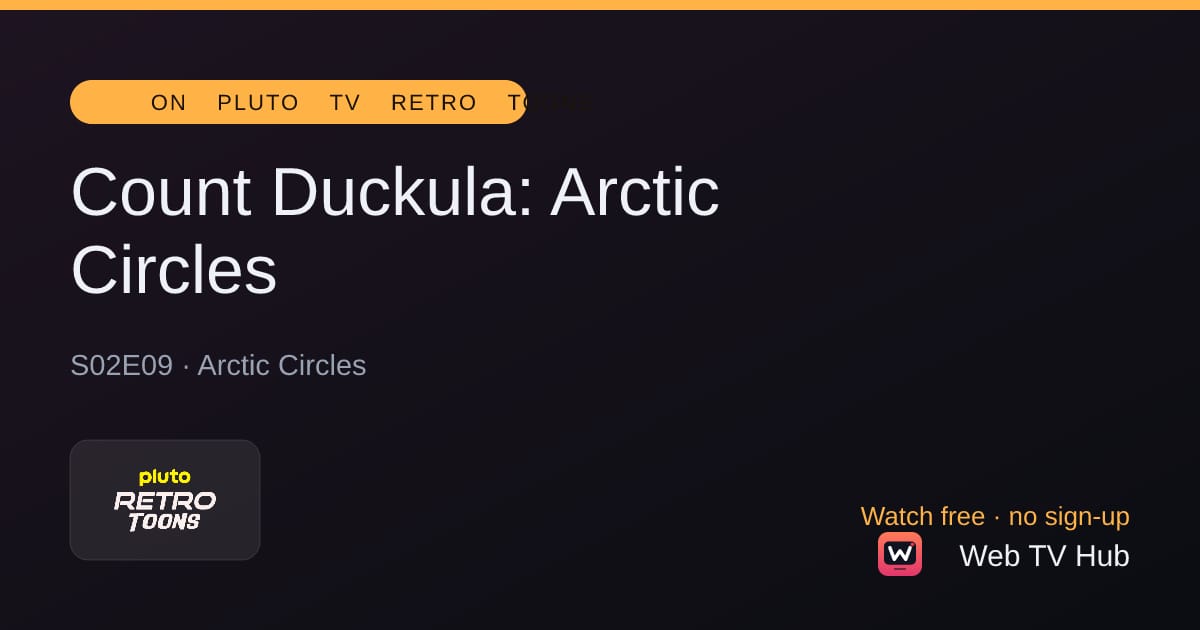 ON PLUTO TV RETRO TOONS
Count Duckula: Arctic
Circles
S02E09 · Arctic Circles
pluto
RETRO
TOONS
Watch free · no sign-up
W
Web TV Hub